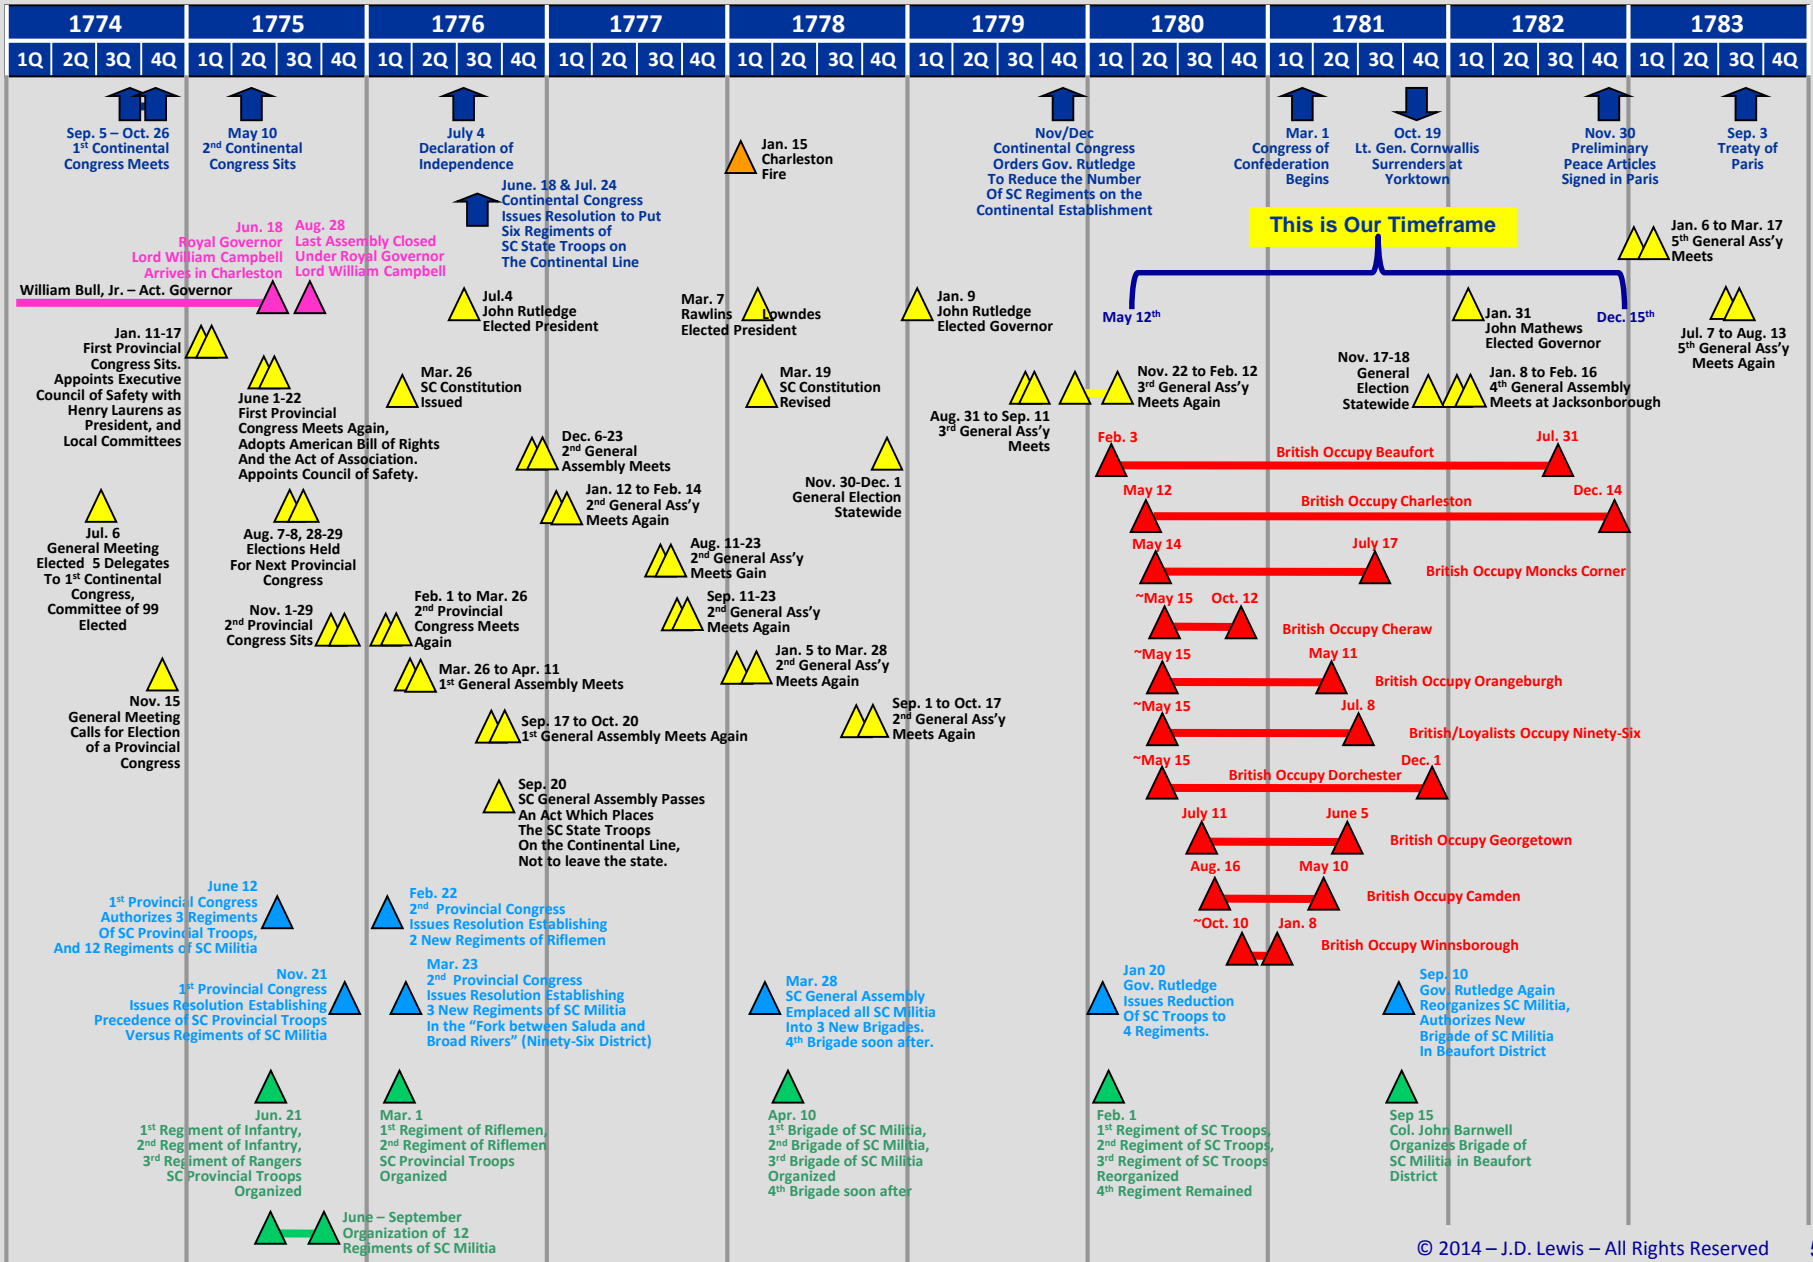 1774 1775 1776 1777 1778 1779 1780 1781 1782 1783
1Q 2Q 3Q 4Q 1Q 2Q 3Q 4Q 1Q 2Q 3Q 4Q 1Q 2Q 3Q 4Q 1Q 2Q 3Q 4Q 1Q 2Q 3Q 4Q 1Q 2Q 3Q 4Q 1Q 2Q 3Q 4Q 1Q 2Q 3Q 4Q 1Q 2Q 3Q 4Q
Sep. 5 – Oct. 26
1st Continental
Congress Meets
May 10
2nd Continental
Congress Sits
July 4
Declaration of
Independence
June. 18 & Jul. 24
Continental Congress
Issues Resolution to Put
Six Regiments of
SC State Troops on
The Continental Line
Jan. 15
Charleston
Fire
Nov/Dec
Continental Congress
Orders Gov. Rutledge
To Reduce the Number
Of SC Regiments on the
Continental Establishment
Mar. 1
Congress of
Confederation
Begins
Oct. 19
Lt. Gen. Cornwallis
Surrenders at
Yorktown
Nov. 30
Preliminary
Peace Articles
Signed in Paris
Sep. 3
Treaty of
Paris
This is Our Timeframe
May 12th
Dec. 15th
Jun. 18
Royal Governor
Lord William Campbell
Arrives in Charleston
Aug. 28
Last Assembly Closed
Under Royal Governor
Lord William Campbell
William Bull, Jr. – Act. Governor
Jul.4
John Rutledge
Elected President
Mar. 7
Rawlins Lowndes
Elected President
Jan. 9
John Rutledge
Elected Governor
Jan. 31
John Mathews
Elected Governor
Jan. 6 to Mar. 17
5th General Ass'y
Meets
Jul. 7 to Aug. 13
5th General Ass'y
Meets Again
Jan. 11-17
First Provincial
Congress Sits.
Appoints Executive
Council of Safety with
Henry Laurens as
President, and
Local Committees
June 1-22
First Provincial
Congress Meets Again,
Adopts American Bill of Rights
And the Act of Association.
Appoints Council of Safety.
Mar. 26
SC Constitution
Issued
Mar. 19
SC Constitution
Revised
Aug. 31 to Sep. 11
3rd General Ass'y
Meets
Nov. 22 to Feb. 12
3rd General Ass'y
Meets Again
Nov. 17-18
General
Election
Statewide
Jan. 8 to Feb. 16
4th General Assembly
Meets at Jacksonborough
Dec. 6-23
2nd General
Assembly Meets
Nov. 30-Dec. 1
General Election
Statewide
Jan. 12 to Feb. 14
2nd General Ass'y
Meets Again
Jul. 6
General Meeting
Elected 5 Delegates
To 1st Continental
Congress,
Committee of 99
Elected
Aug. 7-8, 28-29
Elections Held
For Next Provincial
Congress
Aug. 11-23
2nd General Ass'y
Meets Gain
Nov. 1-29
2nd Provincial
Congress Sits
Feb. 1 to Mar. 26
2nd Provincial
Congress Meets
Again
Sep. 11-23
2nd General Ass'y
Meets Again
Mar. 26 to Apr. 11
1st General Assembly Meets
Jan. 5 to Mar. 28
2nd General Ass'y
Meets Again
Nov. 15
General Meeting
Calls for Election
of a Provincial
Congress
Sep. 17 to Oct. 20
1st General Assembly Meets Again
Sep. 1 to Oct. 17
2nd General Ass'y
Meets Again
Sep. 20
SC General Assembly Passes
An Act Which Places
The SC State Troops
On the Continental Line,
Not to leave the state.
Feb. 3
British Occupy Beaufort
Jul. 31
May 12
British Occupy Charleston
Dec. 14
May 14
July 17
British Occupy Moncks Corner
~May 15
Oct. 12
British Occupy Cheraw
~May 15
May 11
British Occupy Orangeburgh
~May 15
Jul. 8
British/Loyalists Occupy Ninety-Six
~May 15
British Occupy Dorchester
Dec. 1
July 11
June 5
British Occupy Georgetown
Aug. 16
May 10
British Occupy Camden
~Oct. 10
Jan. 8
British Occupy Winnsborough
June 12
1st Provincial Congress
Authorizes 3 Regiments
Of SC Provincial Troops,
And 12 Regiments of SC Militia
Feb. 22
2nd Provincial Congress
Issues Resolution Establishing
2 New Regiments of Riflemen
Nov. 21
1st Provincial Congress
Issues Resolution Establishing
Precedence of SC Provincial Troops
Versus Regiments of SC Militia
Mar. 23
2nd Provincial Congress
Issues Resolution Establishing
3 New Regiments of SC Militia
In the “Fork between Saluda and
Broad Rivers” (Ninety-Six District)
Mar. 28
SC General Assembly
Emplaced all SC Militia
Into 3 New Brigades.
4th Brigade soon after.
Jan 20
Gov. Rutledge
Issues Reduction
Of SC Troops to
4 Regiments.
Sep. 10
Gov. Rutledge Again
Reorganizes SC Militia,
Authorizes New
Brigade of SC Militia
In Beaufort District
Jun. 21
1st Regiment of Infantry,
2nd Regiment of Infantry,
3rd Regiment of Rangers
SC Provincial Troops
Organized
Mar. 1
1st Regiment of Riflemen,
2nd Regiment of Riflemen
SC Provincial Troops
Organized
Apr. 10
1st Brigade of SC Militia,
2nd Brigade of SC Militia,
3rd Brigade of SC Militia
Organized
4th Brigade soon after
Feb. 1
1st Regiment of SC Troops,
2nd Regiment of SC Troops,
3rd Regiment of SC Troops
Reorganized
4th Regiment Remained
Sep 15
Col. John Barnwell
Organizes Brigade of
SC Militia in Beaufort
District
June – September
Organization of 12
Regiments of SC Militia
© 2014 – J.D. Lewis – All Rights Reserved